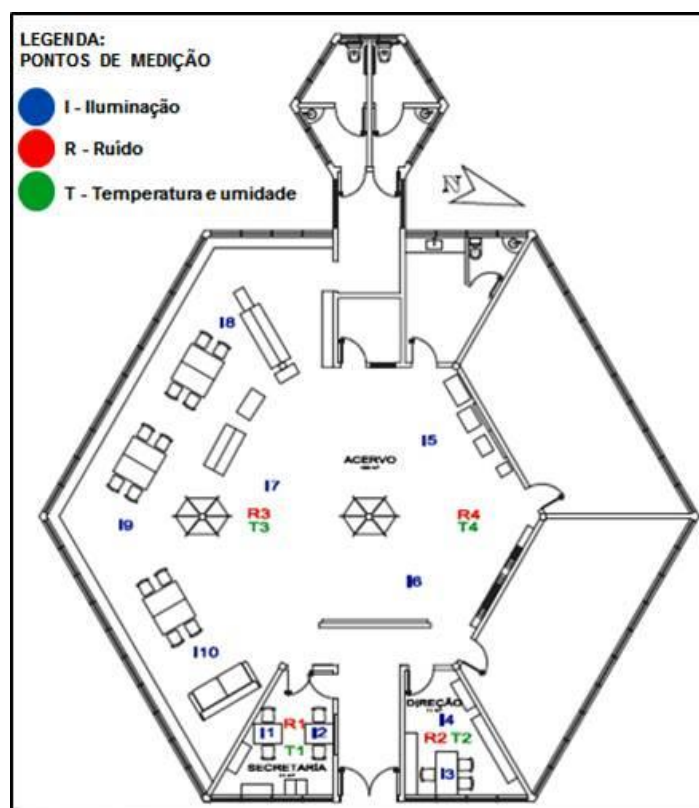 LEGENDA:
PONTOS DE MEDIÇÃO
I - Iluminação
R - Ruído
T - Temperatura e umidade
N
I8
I5
ACERVO
I7
R3
R4
I9
T3
T4
I6
I10
DIREÇÃO
I4
R1
I1
I2
R2
T2
T1
SECRETARIA
I3